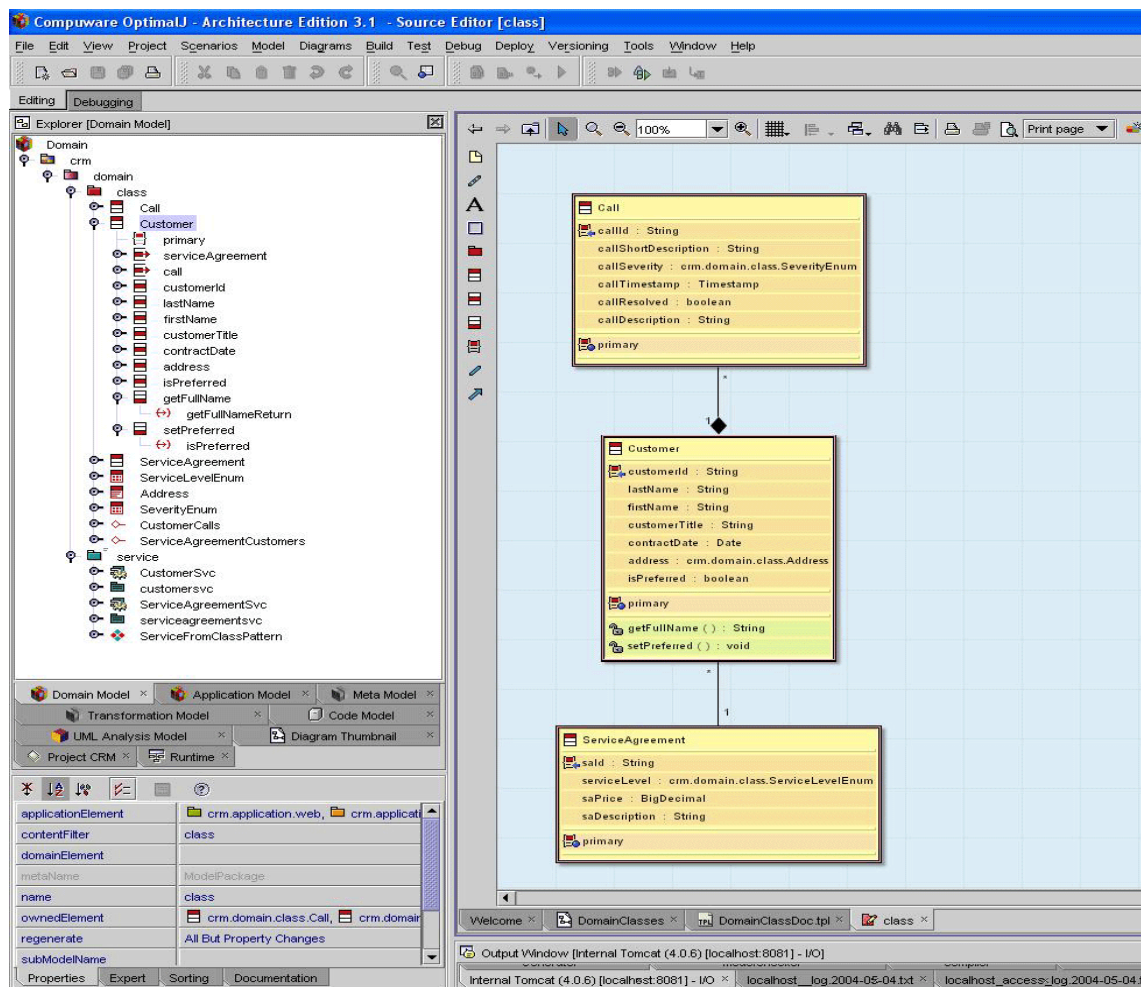 Compuware OptimalJ - Architecture Edition 3.1 - Source Editor [class]
File Edit View Project Scenarios Model Diagrams Build Test Debug Deploy Versioning Tools Window Help
Editing Debugging
Explorer [Domain Model]
Domain
crm
domain
class
Call
Customer
primary
serviceAgreement
call
customerId
lastName
firstName
customerTitle
contractDate
address
isPreferred
getFullName
getFullNameReturn
setPreferred
isPreferred
ServiceAgreement
ServiceLevelEnum
Address
SeverityEnum
CustomerCalls
ServiceAgreementCustomers
service
CustomerSvc
customersvc
ServiceAgreementSvc
serviceagreementsvc
ServiceFromClassPattern
Domain Model Application Model Meta Model
Transformation Model Code Model
UML Analysis Model Diagram Thumbnail
Project CRM Runtime
applicationElement crm.application.web, crm.applicati
contentFilter class
domainElement
metaName ModelPackage
name class
ownedElement crm.domain.class.Call, crm.domain
regenerate All But Property Changes
subModelName
Properties Expert Sorting Documentation
100% Print page
A
Call
callId : String
callShortDescription : String
callSeverity : crm.domain.class.SeverityEnum
callTimestamp : Timestamp
callResolved : boolean
callDescription : String
primary
*
1
Customer
customerId : String
lastName : String
firstName : String
customerTitle : String
contractDate : Date
address : crm.domain.class.Address
isPreferred : boolean
primary
getFullName ( ) : String
setPreferred ( ) : void
*
1
ServiceAgreement
saId : String
serviceLevel : crm.domain.class.ServiceLevelEnum
saPrice : BigDecimal
saDescription : String
primary
Welcome DomainClasses DomainClassDoc.tpl class
Output Window [Internal Tomcat (4.0.6) [localhost:8081] - I/O]
Internal Tomcat (4.0.6) [localhost:8081] - I/O localhost_log.2004-05-04.txt localhost_access_log.2004-05-04.t